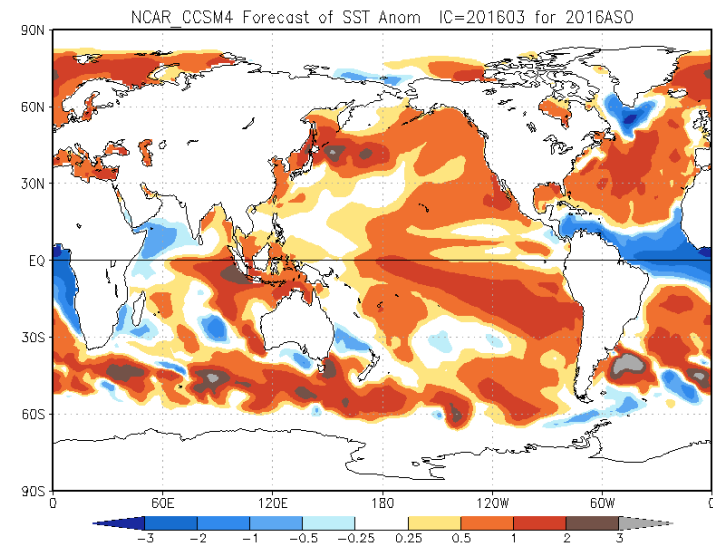 NCAR_CCSM4 Forecast of SST Anom IC=201603 for 2016ASO
90N
60N
30N
EQ
30S
60S
90S
0 60E 120E 180 120W 60W 0
-3 -2 -1 -0.5 -0.25 0.25 0.5 1 2 3